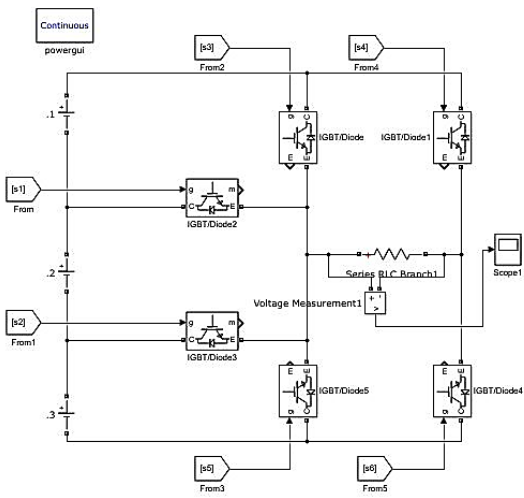 Continuous
powergui
[s3]
From2
[s4]
From4
.1
+
g
C
E
IGBT/Diode
g
C
E
IGBT/Diode1
[s1]
From
g
m
C
E
IGBT/Diode2
.2
+
+
Series RLC Branch1
Scope1
Voltage Measurement1
+
-
v
[s2]
From1
g
m
C
E
IGBT/Diode3
.3
+
E
g
C
IGBT/Diode5
E
g
C
IGBT/Diode4
[s5]
From3
[s6]
From5